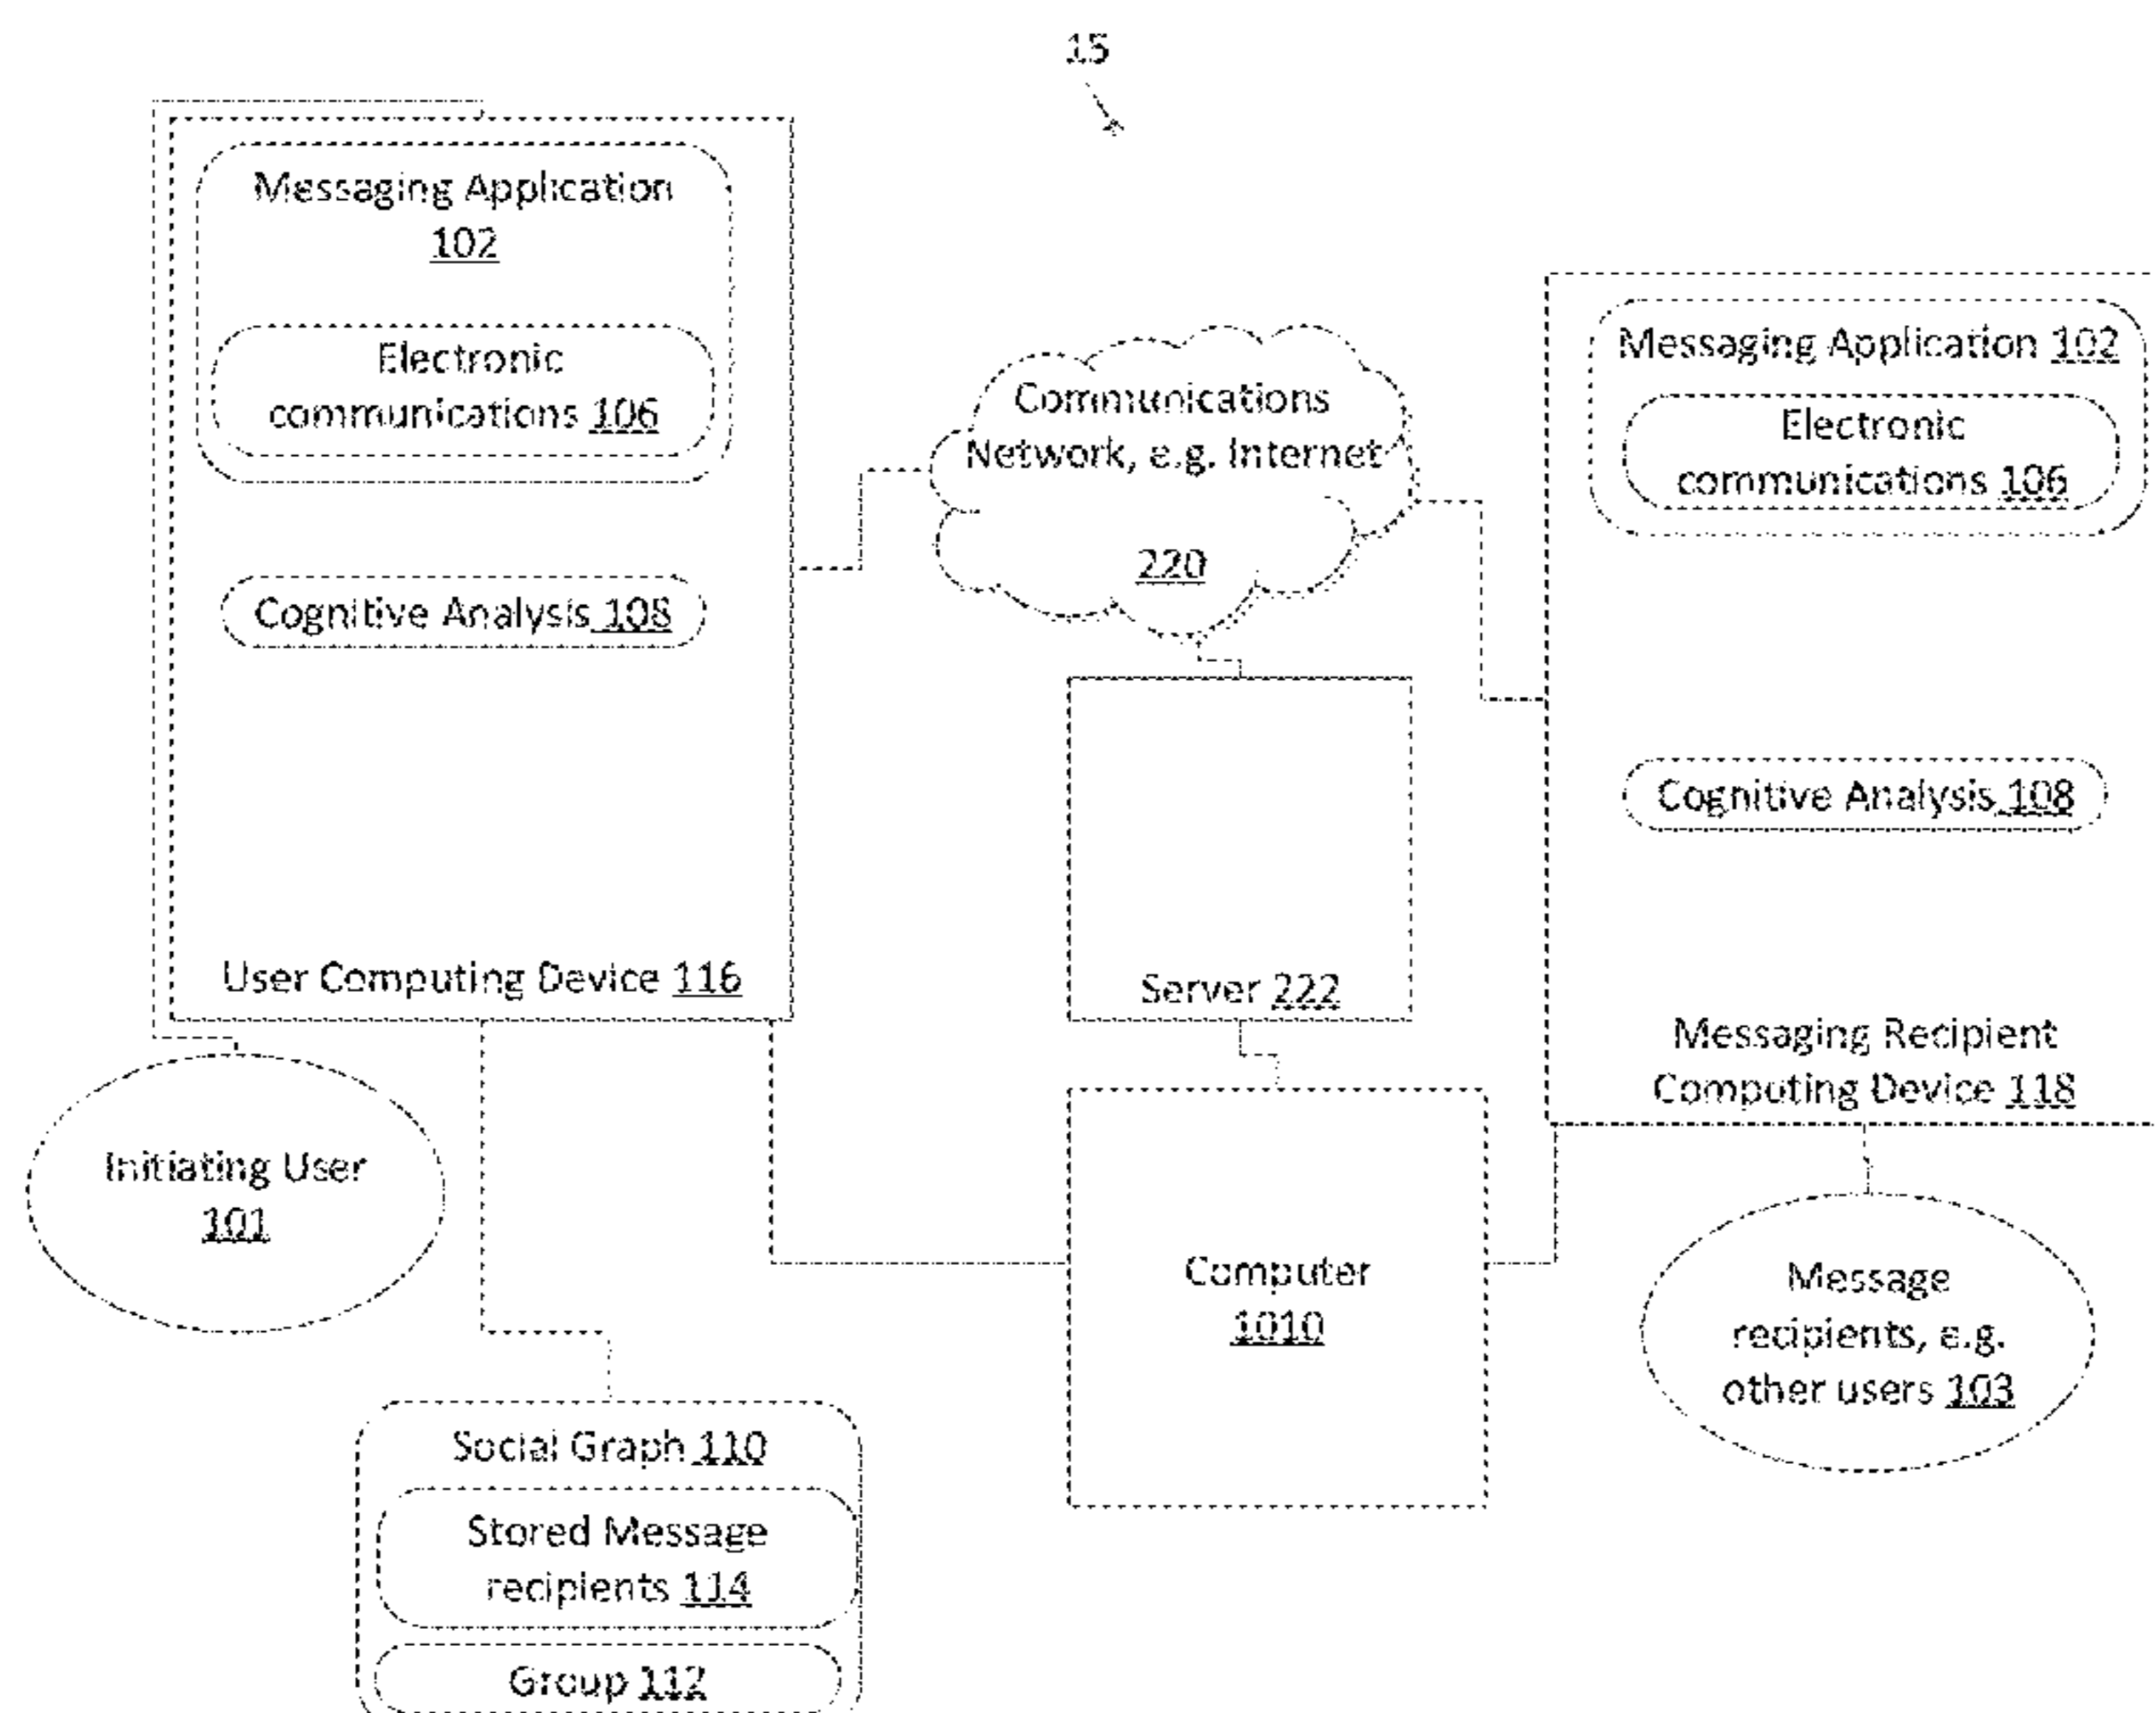 15
Messaging Application
102
Electronic
communications 106
Cognitive Analysis 108
User Computing Device 116
Communications
Network, e.g. Internet
220
Server 222
Messaging Application 102
Electronic
communications 106
Cognitive Analysis 108
Messaging Recipient
Computing Device 118
Initiating User
101
Computer
1010
Message
recipients, e.g.
other users 103
Social Graph 110
Stored Message
recipients 114
Group 112